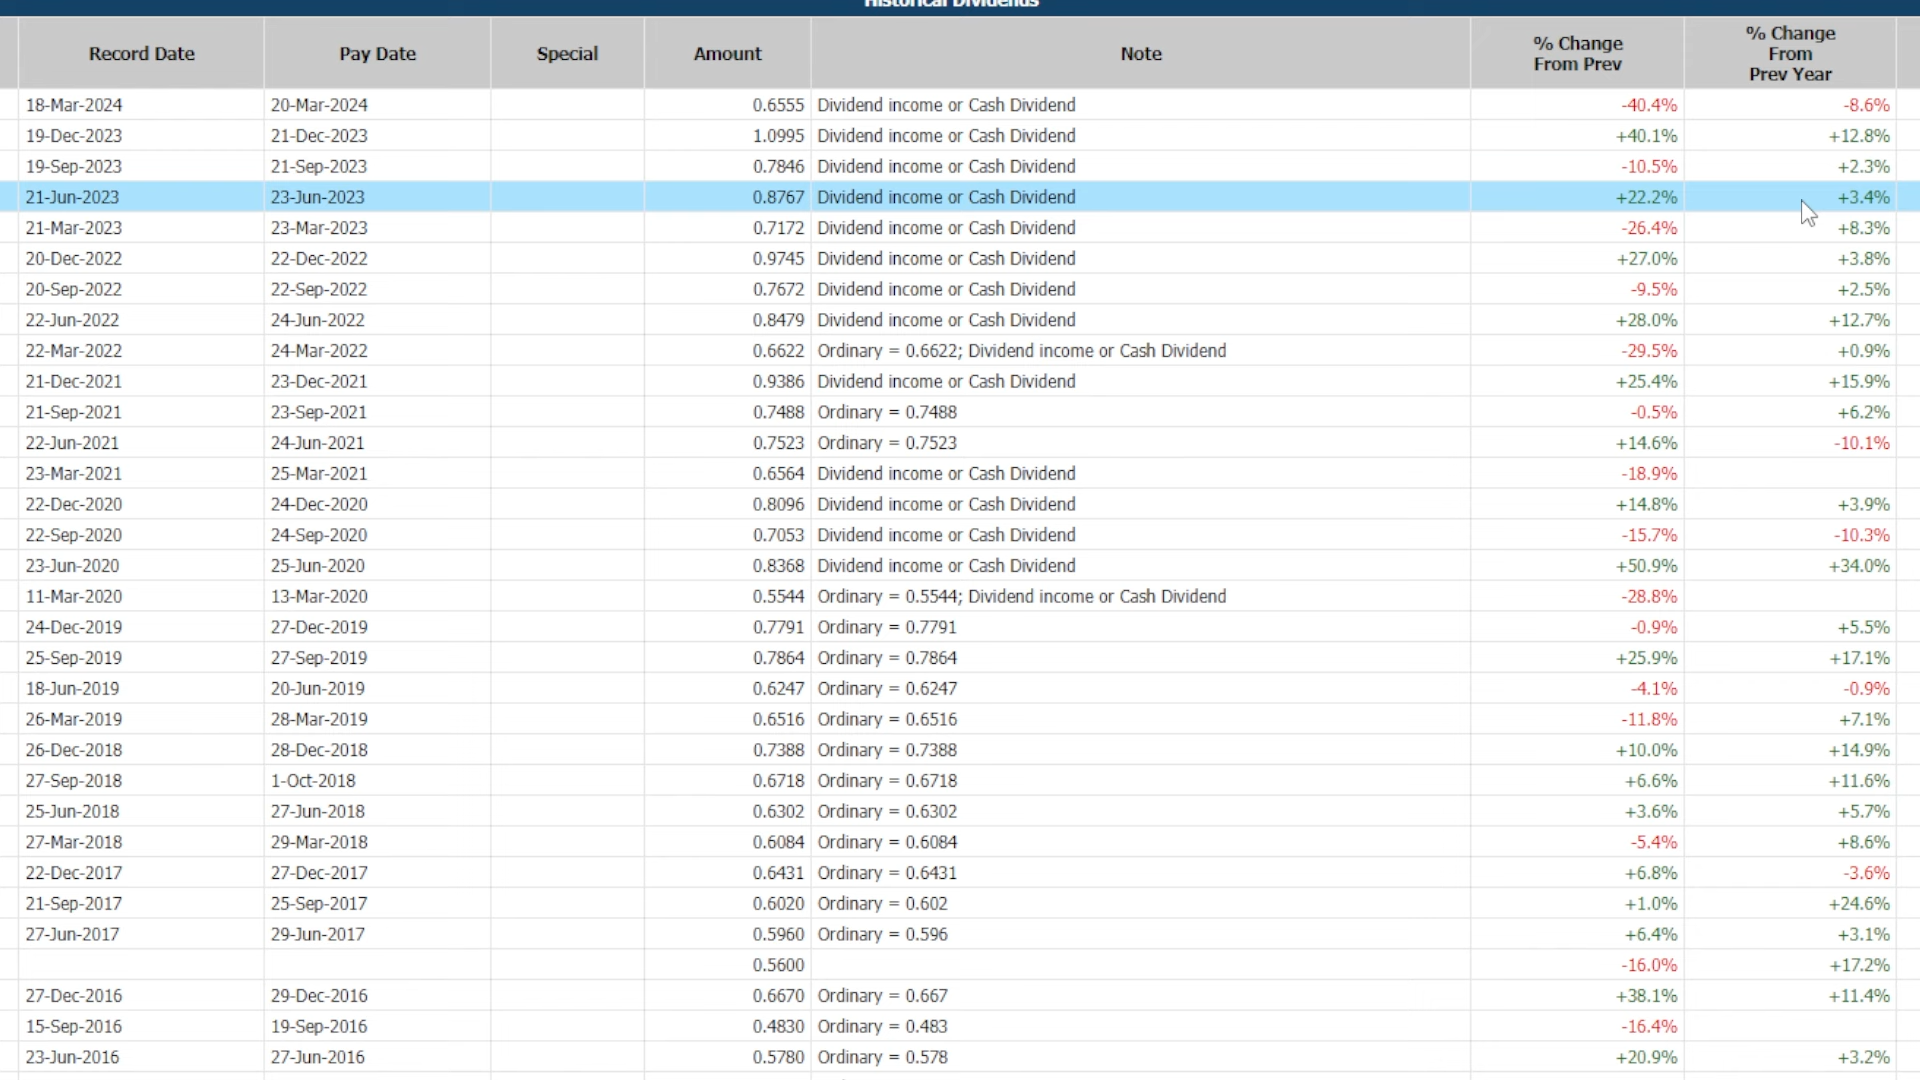 Historical Dividends
Record Date Pay Date Special Amount Note % Change From Prev % Change From Prev Year
18-Mar-2024 20-Mar-2024 0.6555 Dividend income or Cash Dividend -40.4% -8.6%
19-Dec-2023 21-Dec-2023 1.0995 Dividend income or Cash Dividend +40.1% +12.8%
19-Sep-2023 21-Sep-2023 0.7846 Dividend income or Cash Dividend -10.5% +2.3%
21-Jun-2023 23-Jun-2023 0.8767 Dividend income or Cash Dividend +22.2% +3.4%
21-Mar-2023 23-Mar-2023 0.7172 Dividend income or Cash Dividend -26.4% +8.3%
20-Dec-2022 22-Dec-2022 0.9745 Dividend income or Cash Dividend +27.0% +3.8%
20-Sep-2022 22-Sep-2022 0.7672 Dividend income or Cash Dividend -9.5% +2.5%
22-Jun-2022 24-Jun-2022 0.8479 Dividend income or Cash Dividend +28.0% +12.7%
22-Mar-2022 24-Mar-2022 0.6622 Ordinary = 0.6622; Dividend income or Cash Dividend -29.5% +0.9%
21-Dec-2021 23-Dec-2021 0.9386 Dividend income or Cash Dividend +25.4% +15.9%
21-Sep-2021 23-Sep-2021 0.7488 Ordinary = 0.7488 -0.5% +6.2%
22-Jun-2021 24-Jun-2021 0.7523 Ordinary = 0.7523 +14.6% -10.1%
23-Mar-2021 25-Mar-2021 0.6564 Dividend income or Cash Dividend -18.9%
22-Dec-2020 24-Dec-2020 0.8096 Dividend income or Cash Dividend +14.8% +3.9%
22-Sep-2020 24-Sep-2020 0.7053 Dividend income or Cash Dividend -15.7% -10.3%
23-Jun-2020 25-Jun-2020 0.8368 Dividend income or Cash Dividend +50.9% +34.0%
11-Mar-2020 13-Mar-2020 0.5544 Ordinary = 0.5544; Dividend income or Cash Dividend -28.8%
24-Dec-2019 27-Dec-2019 0.7791 Ordinary = 0.7791 -0.9% +5.5%
25-Sep-2019 27-Sep-2019 0.7864 Ordinary = 0.7864 +25.9% +17.1%
18-Jun-2019 20-Jun-2019 0.6247 Ordinary = 0.6247 -4.1% -0.9%
26-Mar-2019 28-Mar-2019 0.6516 Ordinary = 0.6516 -11.8% +7.1%
26-Dec-2018 28-Dec-2018 0.7388 Ordinary = 0.7388 +10.0% +14.9%
27-Sep-2018 1-Oct-2018 0.6718 Ordinary = 0.6718 +6.6% +11.6%
25-Jun-2018 27-Jun-2018 0.6302 Ordinary = 0.6302 +3.6% +5.7%
27-Mar-2018 29-Mar-2018 0.6084 Ordinary = 0.6084 -5.4% +8.6%
22-Dec-2017 27-Dec-2017 0.6431 Ordinary = 0.6431 +6.8% -3.6%
21-Sep-2017 25-Sep-2017 0.6020 Ordinary = 0.602 +1.0% +24.6%
27-Jun-2017 29-Jun-2017 0.5960 Ordinary = 0.596 +6.4% +3.1%
0.5600 -16.0% +17.2%
27-Dec-2016 29-Dec-2016 0.6670 Ordinary = 0.667 +38.1% +11.4%
15-Sep-2016 19-Sep-2016 0.4830 Ordinary = 0.483 -16.4%
23-Jun-2016 27-Jun-2016 0.5780 Ordinary = 0.578 +20.9% +3.2%